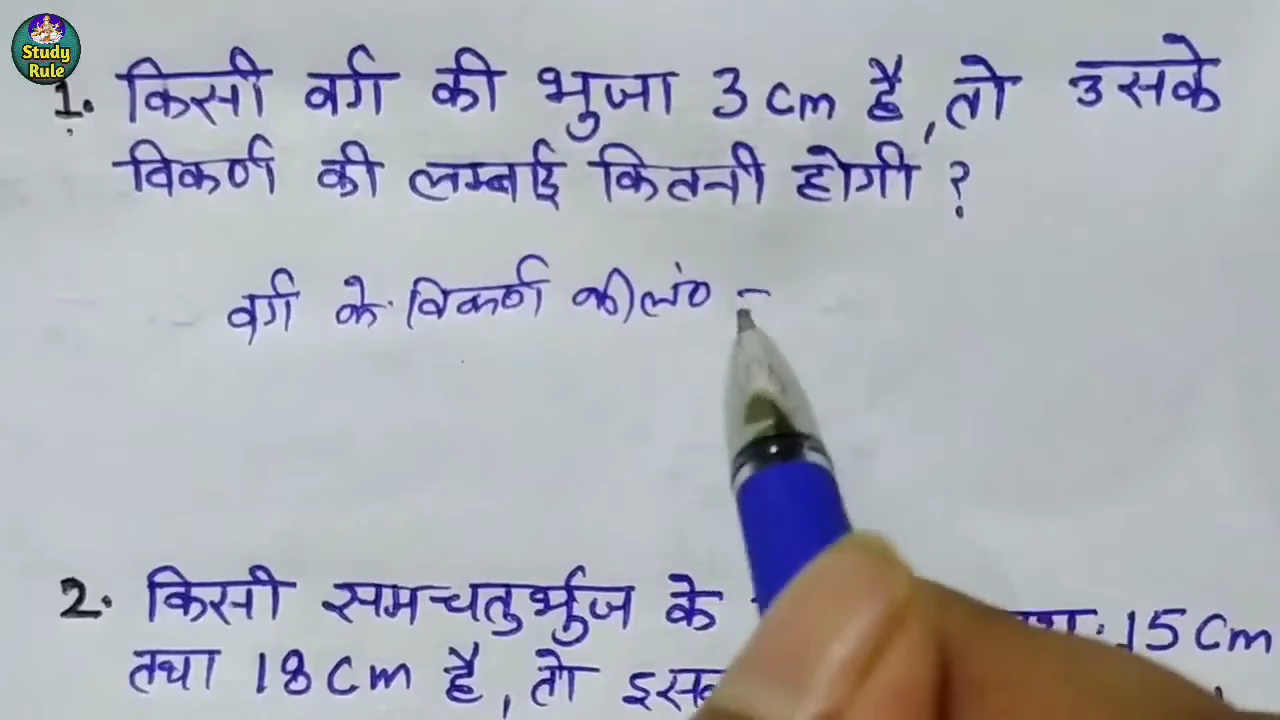 Study
Rule
1. किसी वर्ग की भुजा 3 cm है, तो उसके
विकर्ण की लम्बाई कितनी होगी ?
वर्ग के विकर्ण की लं० =
2. किसी समचतुर्भुज के 15 cm
तथा 18 cm है, तो